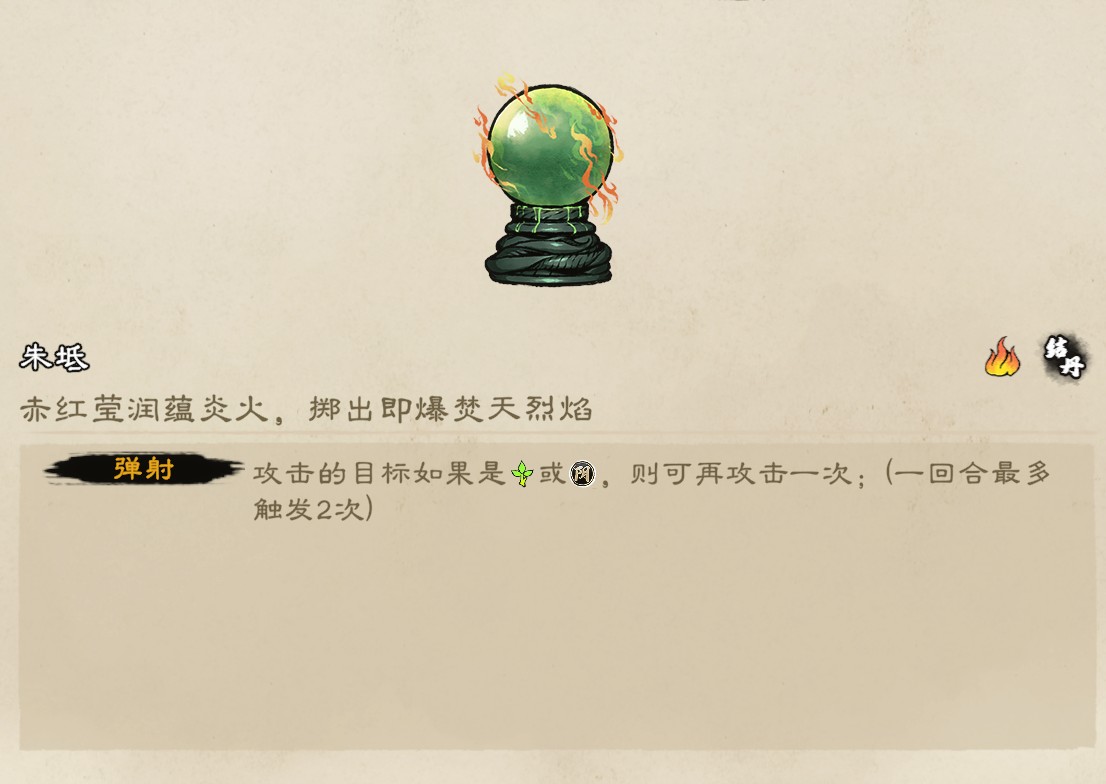 朱坻
结丹
赤红莹润蕴炎火，掷出即爆焚天烈焰
弹射
攻击的目标如果是或阴，则可再攻击一次；(一回合最多
触发2次)